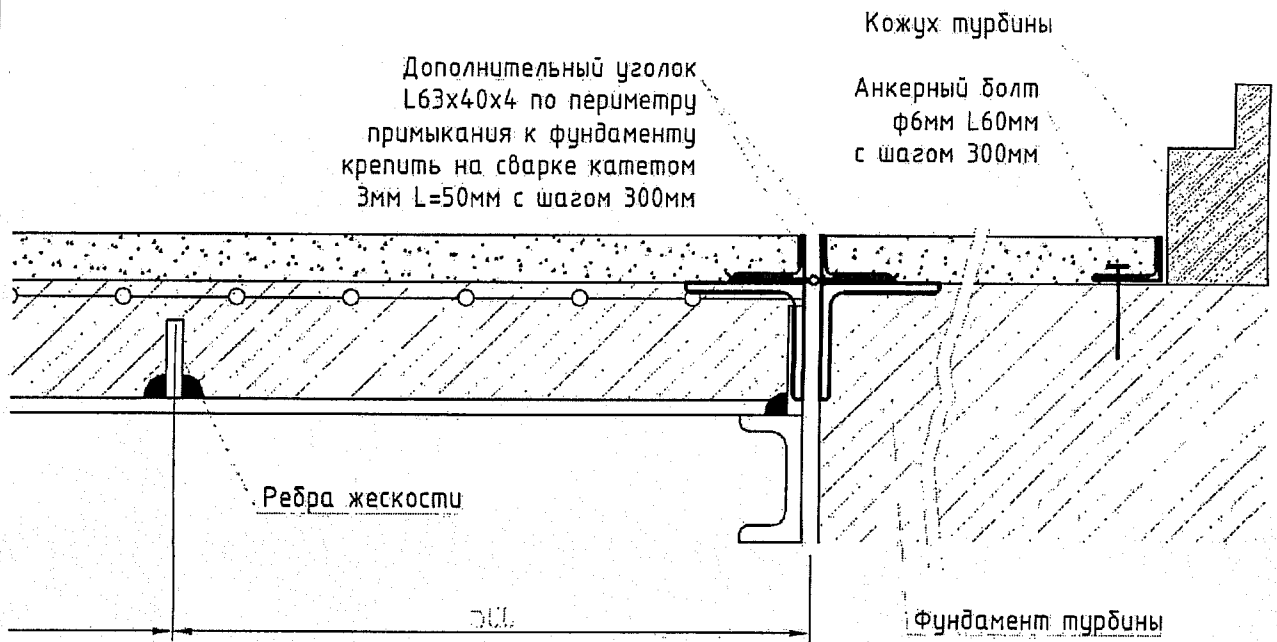 Кожух турбины
Дополнительный уголок
L63х40х4 по периметру
примыкания к фундаменту
крепить на сварке катетом
3мм L=50мм с шагом 300мм
Анкерный болт
ф6мм L60мм
с шагом 300мм
Ребра жескости
Фундамент турбины